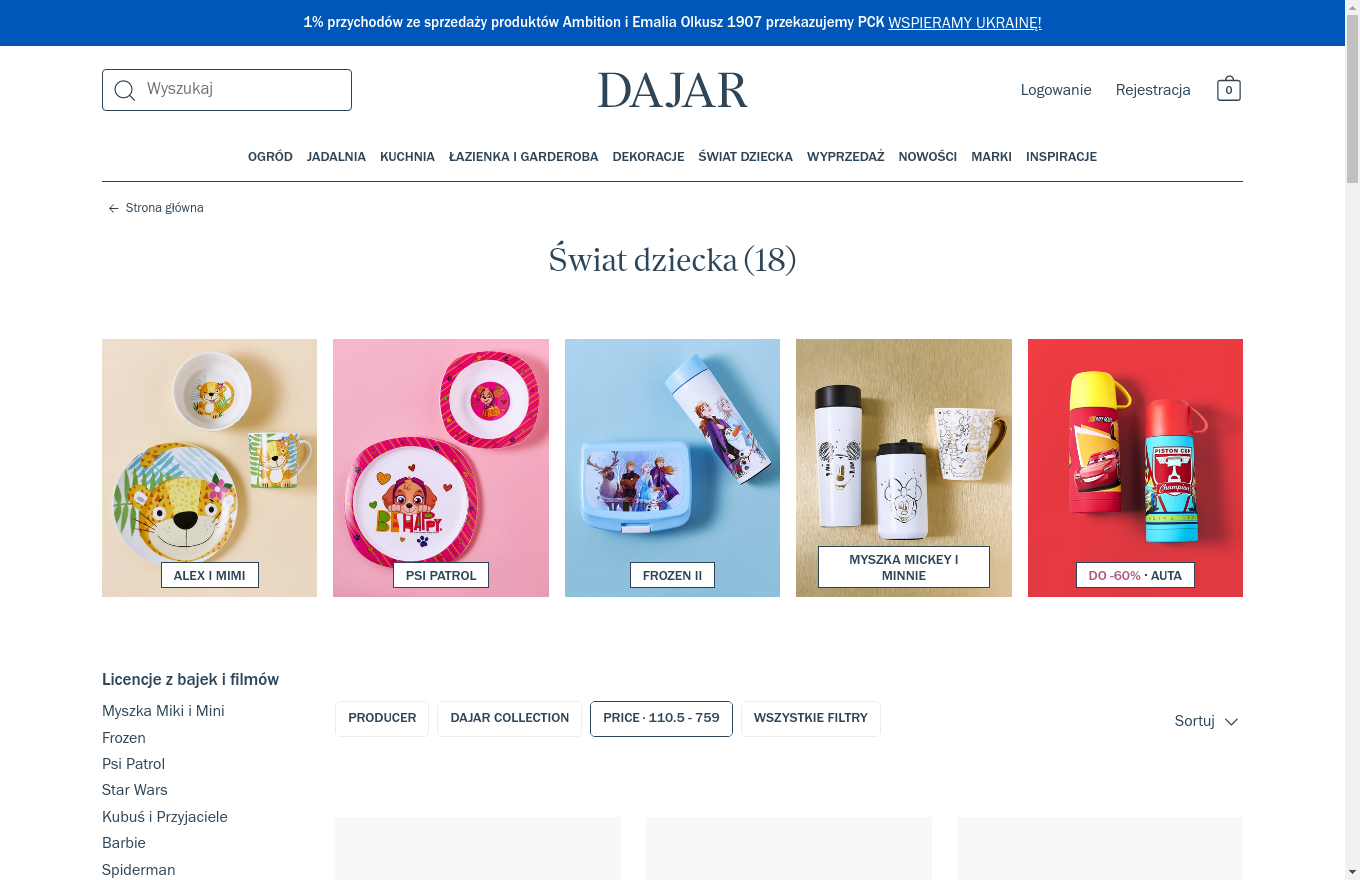 1% przychodów ze sprzedaży produktów Ambition i Emalia Olkusz 1907 przekazujemy PCK WSPIERAMY UKRAINĘ!
Wyszukaj
DAJAR
Logowanie
Rejestracja
0
OGRÓD JADALNIA KUCHNIA ŁAZIENKA I GARDEROBA DEKORACJE ŚWIAT DZIECKA WYPRZEDAŻ NOWOŚCI MARKI INSPIRACJE
Strona główna
Świat dziecka (18)
BE HAPPY.
PISTON CUP
Champion
ALEX I MIMI
PSI PATROL
FROZEN II
MYSZKA MICKEY I
MINNIE
DO -60% · AUTA
Licencje z bajek i filmów
Myszka Miki i Mini
Frozen
Psi Patrol
Star Wars
Kubuś i Przyjaciele
Barbie
Spiderman
PRODUCER
DAJAR COLLECTION
PRICE · 110.5 - 759
WSZYSTKIE FILTRY
Sortuj